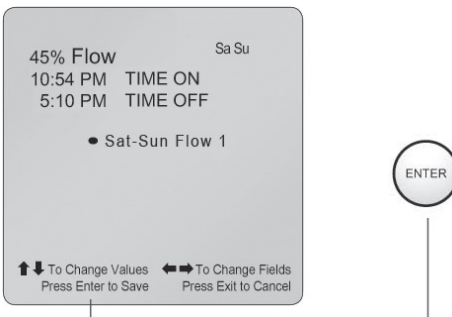 45% Flow Sa Su
10:54 PM TIME ON
5:10 PM TIME OFF
Sat-Sun Flow 1
To Change Values To Change Fields
Press Enter to Save Press Exit to Cancel
ENTER